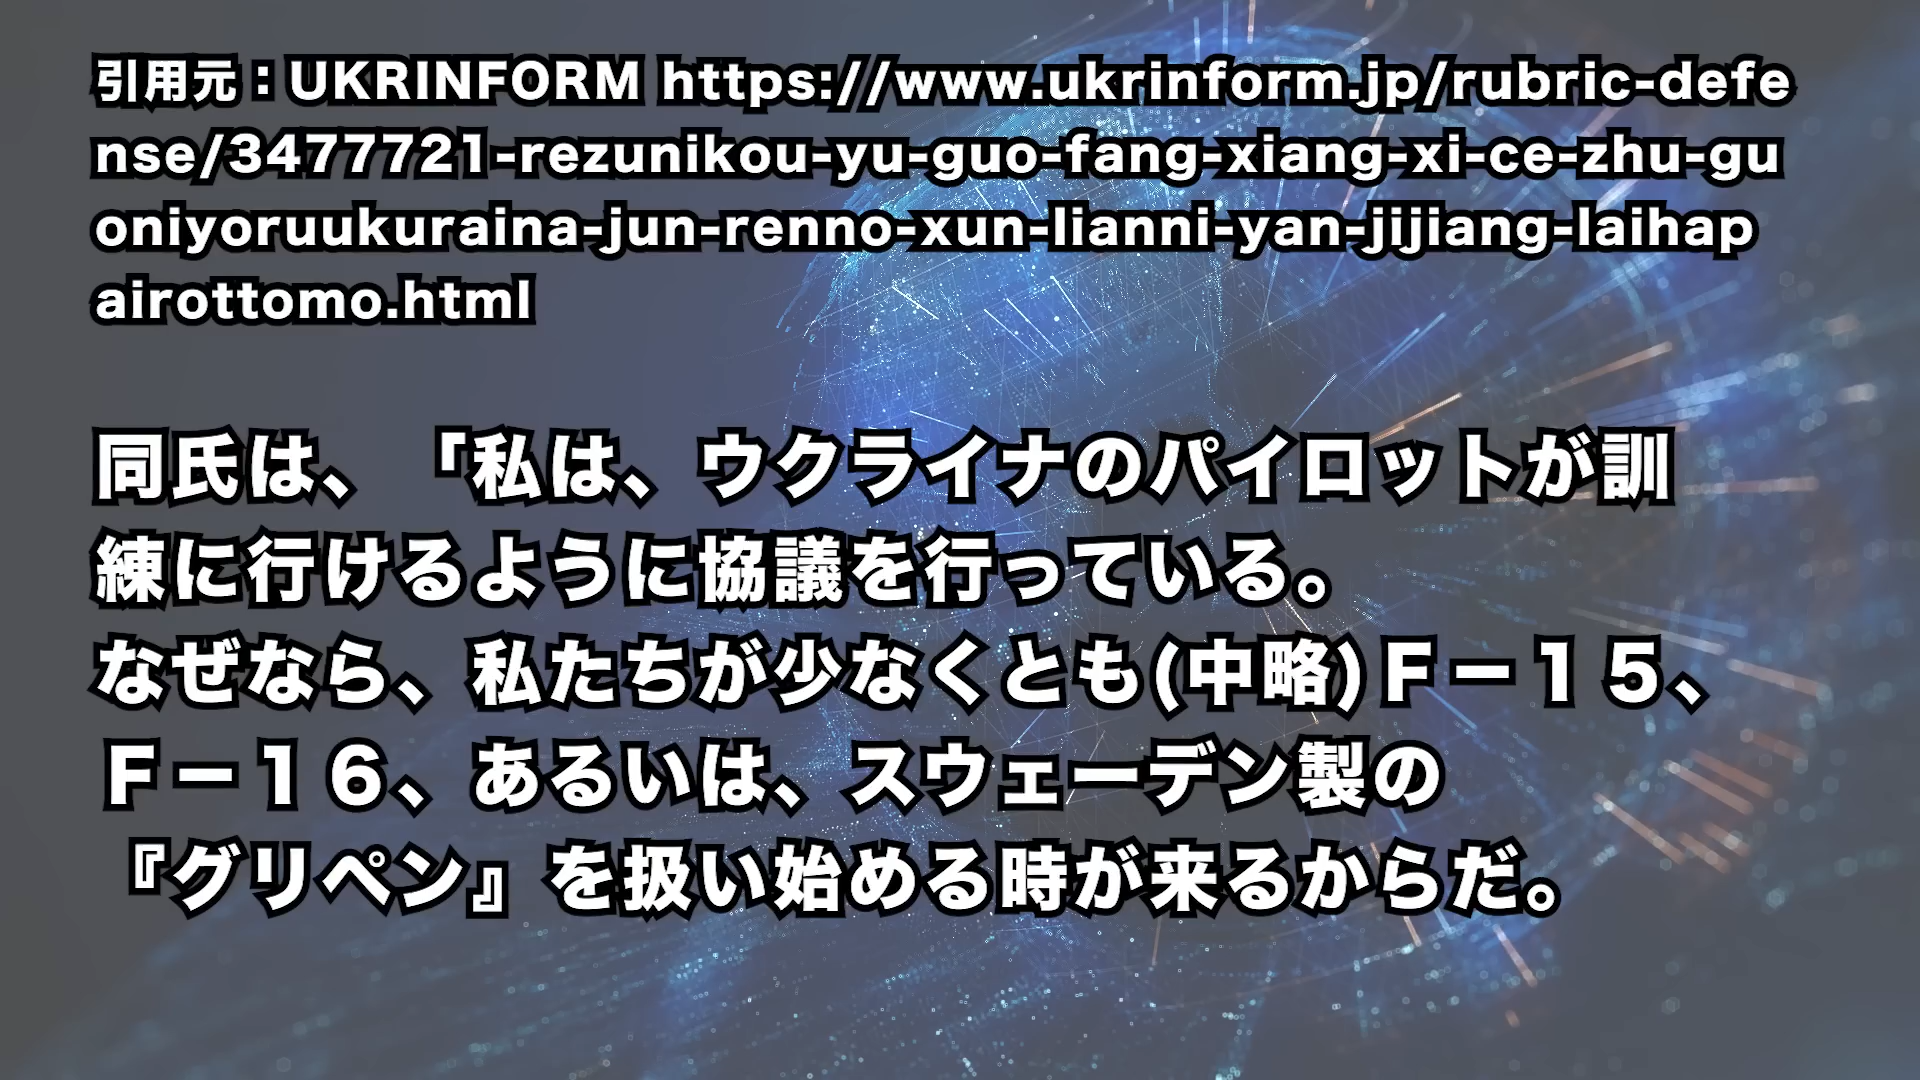 引用元：UKRINFORM https://www.ukrinform.jp/rubric-defe
nse/3477721-rezunikou-yu-guo-fang-xiang-xi-ce-zhu-gu
oniyoruukuraina-jun-renno-xun-lianni-yan-jijiang-laihap
airottomo.html
同氏は、「私は、ウクライナのパイロットが訓
練に行けるように協議を行っている。
なぜなら、私たちが少なくとも(中略)Ｆ－１５、
Ｆ－１６、あるいは、スウェーデン製の
『グリペン』を扱い始める時が来るからだ。